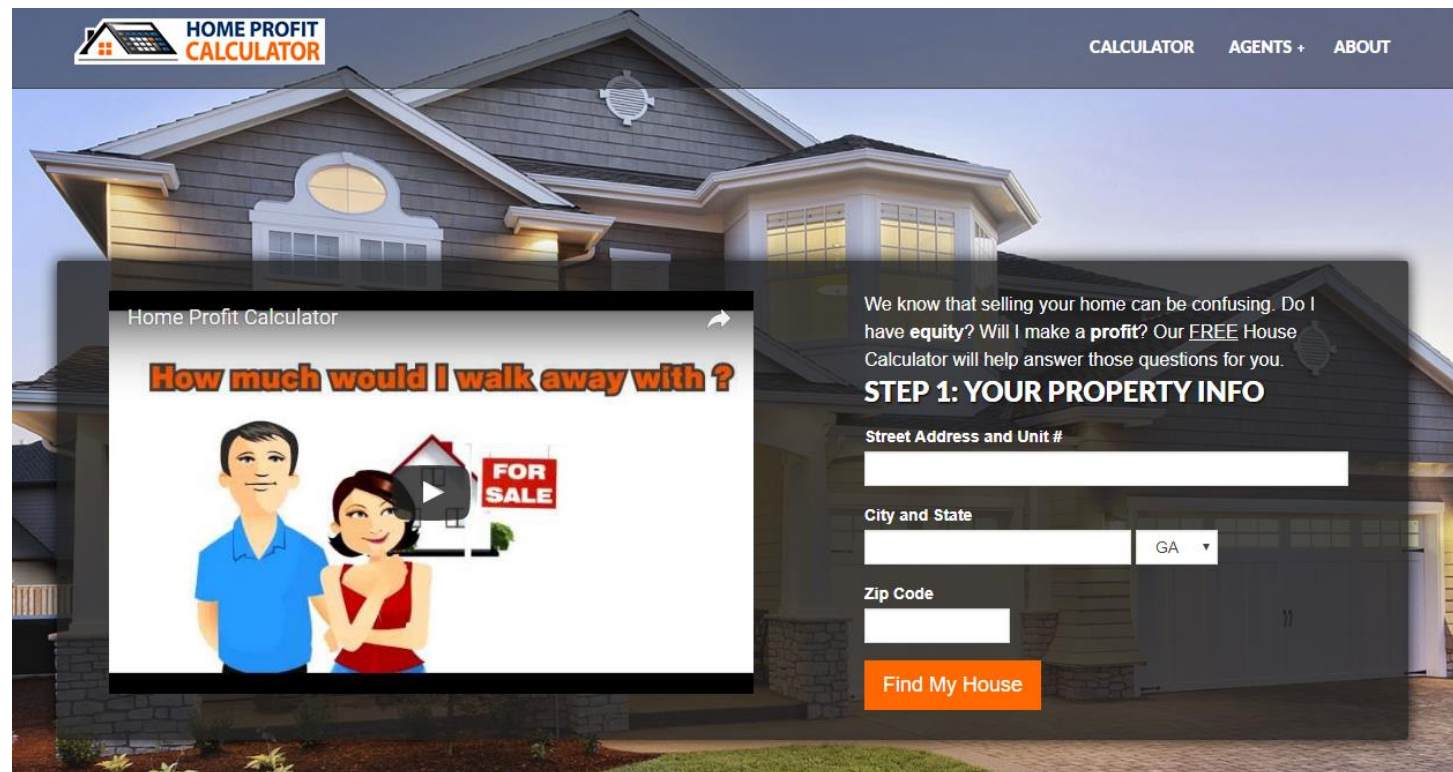 HOME PROFIT
CALCULATOR
CALCULATOR AGENTS + ABOUT
Home Profit Calculator
How much would I walk away with ?
FOR
SALE
We know that selling your home can be confusing. Do I
have equity? Will I make a profit? Our FREE House
Calculator will help answer those questions for you.
STEP 1: YOUR PROPERTY INFO
Street Address and Unit #
City and State
GA
Zip Code
Find My House